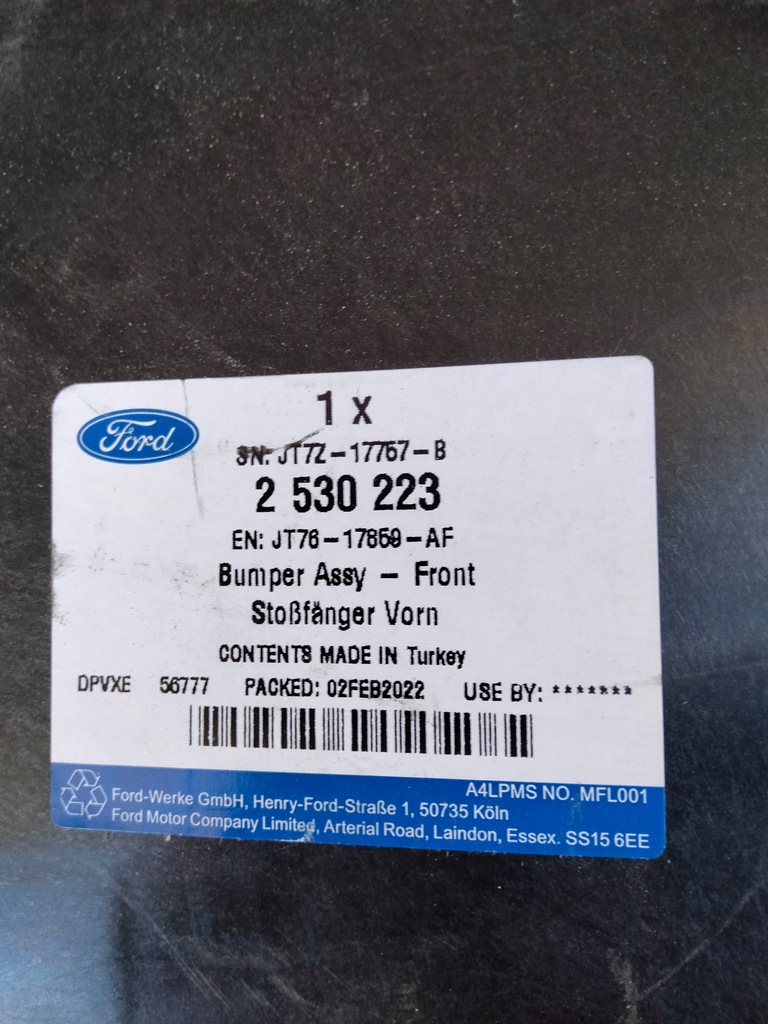 Ford
1 x
SN: JT7Z-17757-B
2 530 223
EN: JT76-17859-AF
Bumper Assy - Front
Stoßfänger Vorn
CONTENTS MADE IN Turkey
DPVXE 56777 PACKED: 02FEB2022 USE BY: *******
A4LPMS NO. MFL001
Ford-Werke GmbH, Henry-Ford-Straße 1, 50735 Köln
Ford Motor Company Limited, Arterial Road, Laindon, Essex. SS15 6EE